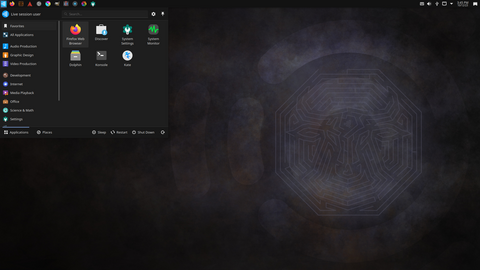 Live session user
Search...
Favorites
All Applications
Audio Production
Graphic Design
Video Production
Development
Internet
Media Playback
Office
Science & Math
Settings
Firefox Web
Browser
Discover
System
Settings
System
Monitor
Dolphin
Konsole
Kate
Applications
Places
Sleep
Restart
Shut Down